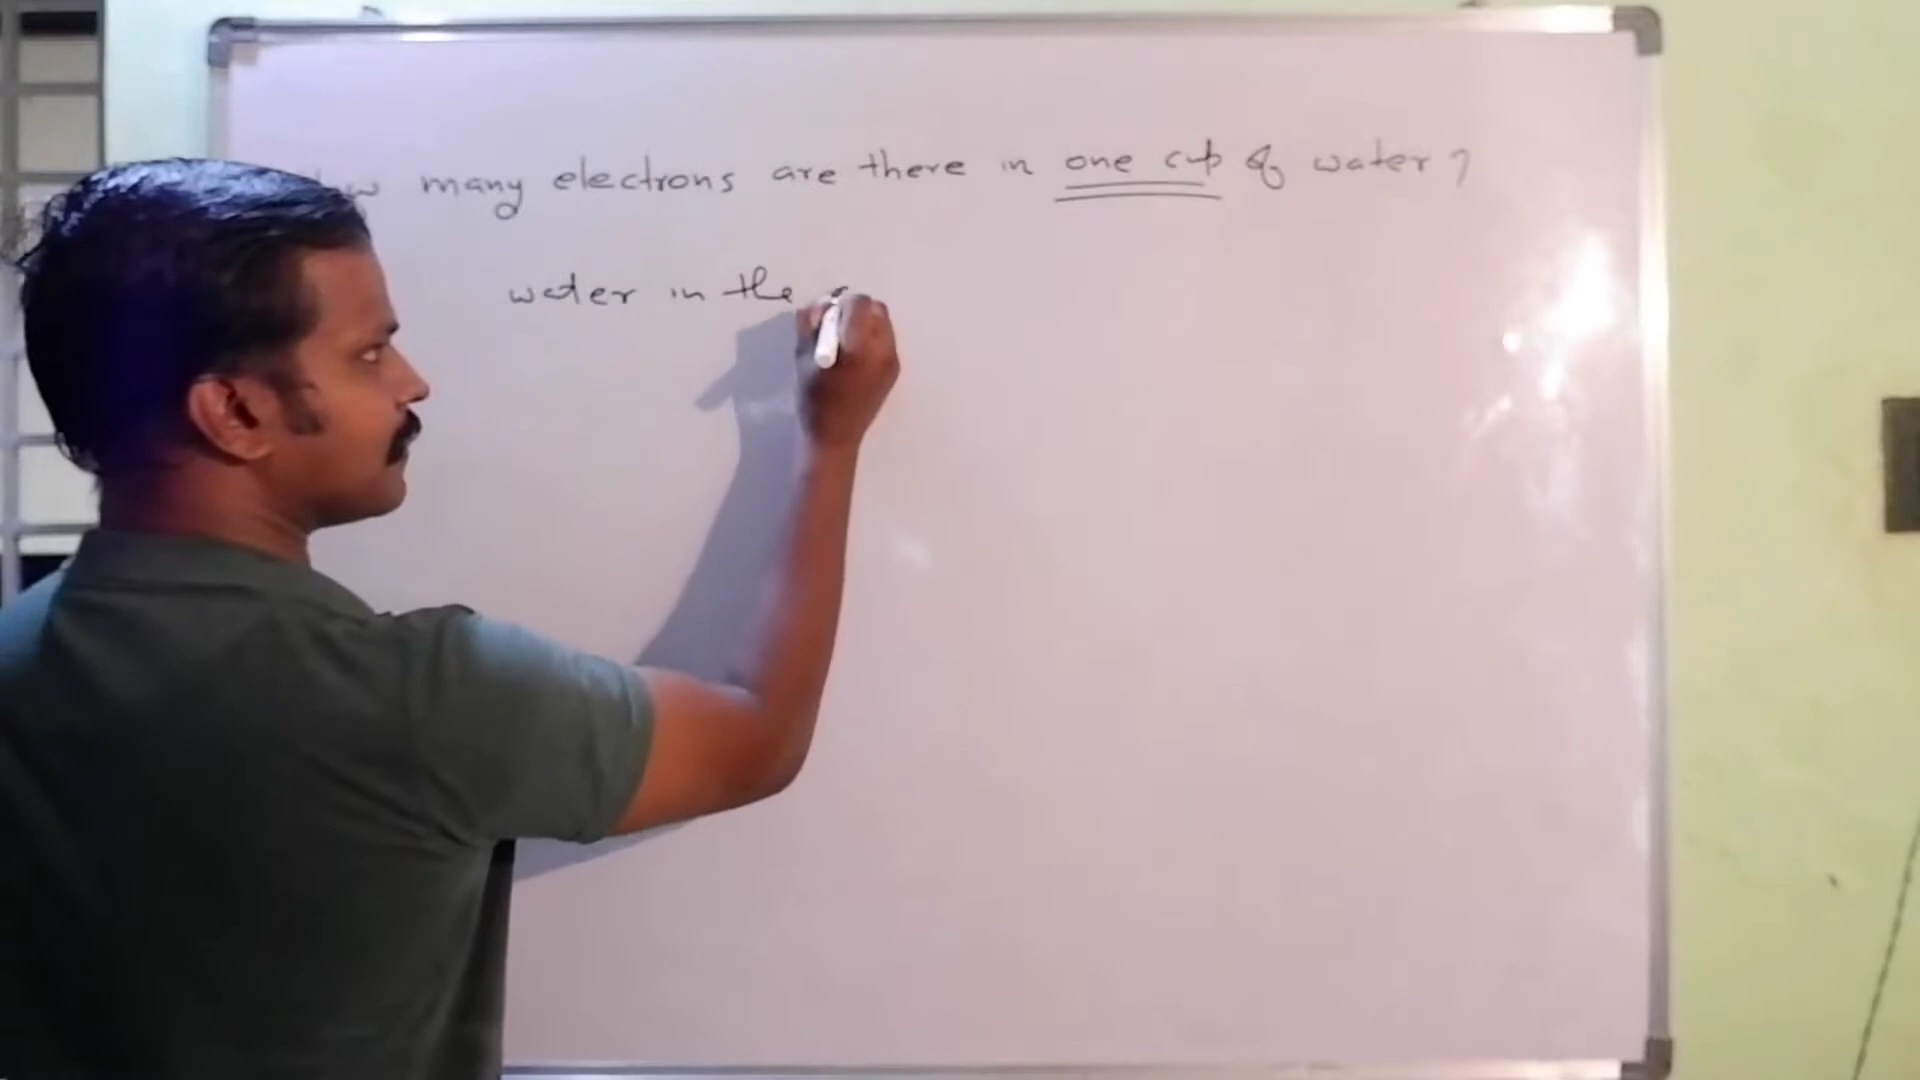 many electrons are there in one cup of water?
water in the